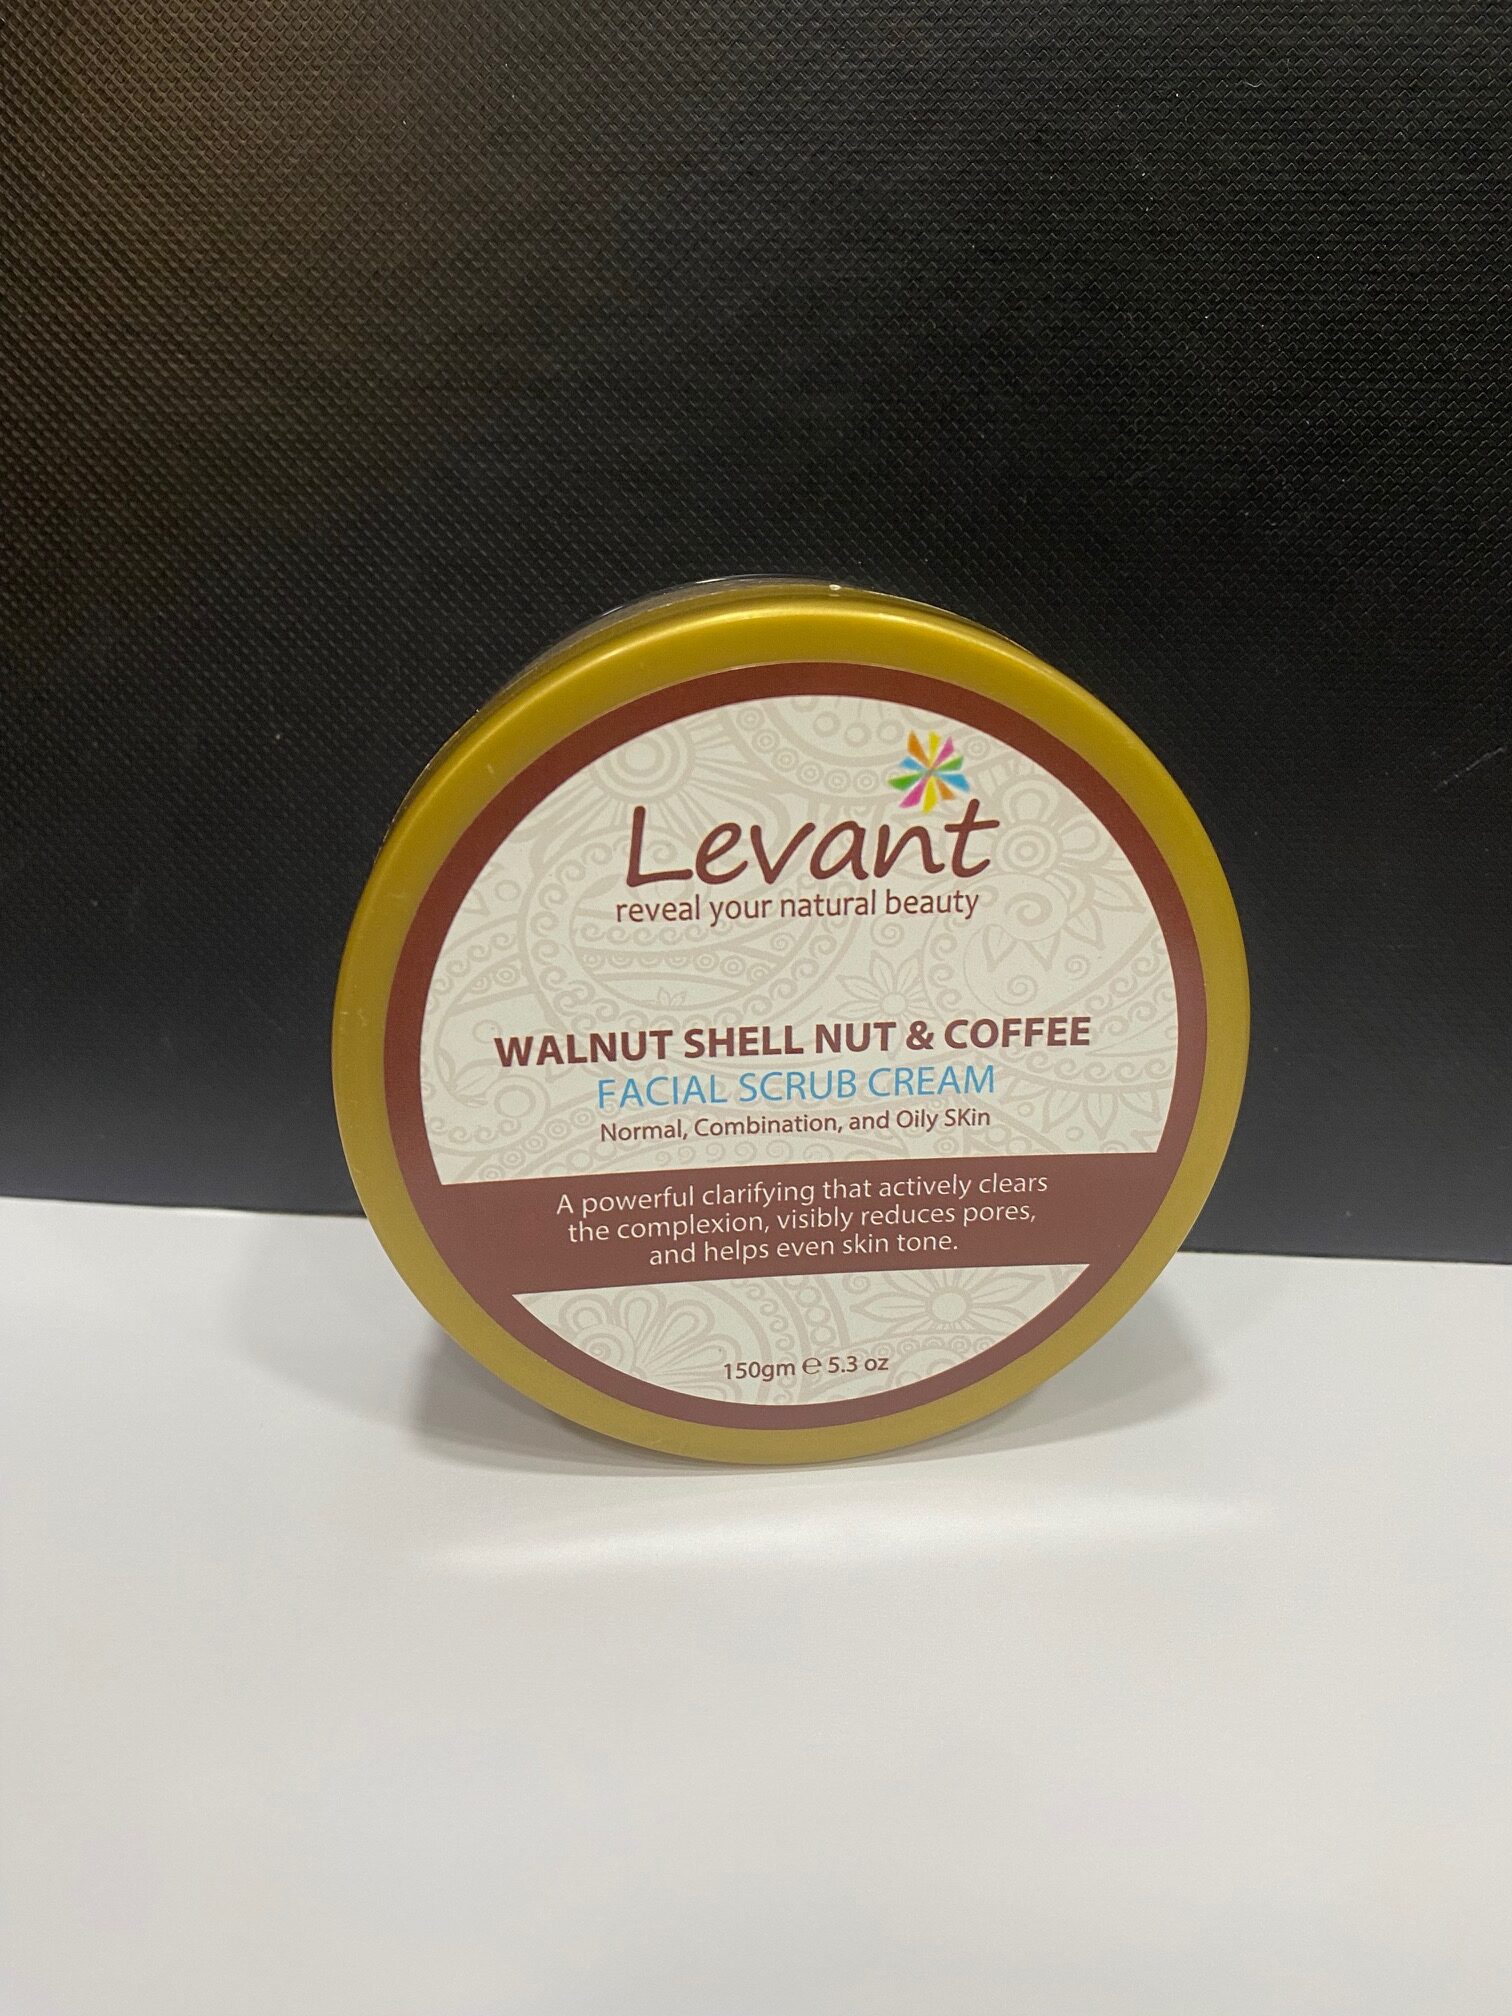 Levant
reveal your natural beauty
WALNUT SHELL NUT & COFFEE
FACIAL SCRUB CREAM
Normal, Combination, and Oily SKin
A powerful clarifying that actively clears
the complexion, visibly reduces pores,
and helps even skin tone.
150gm ℮ 5.3 oz